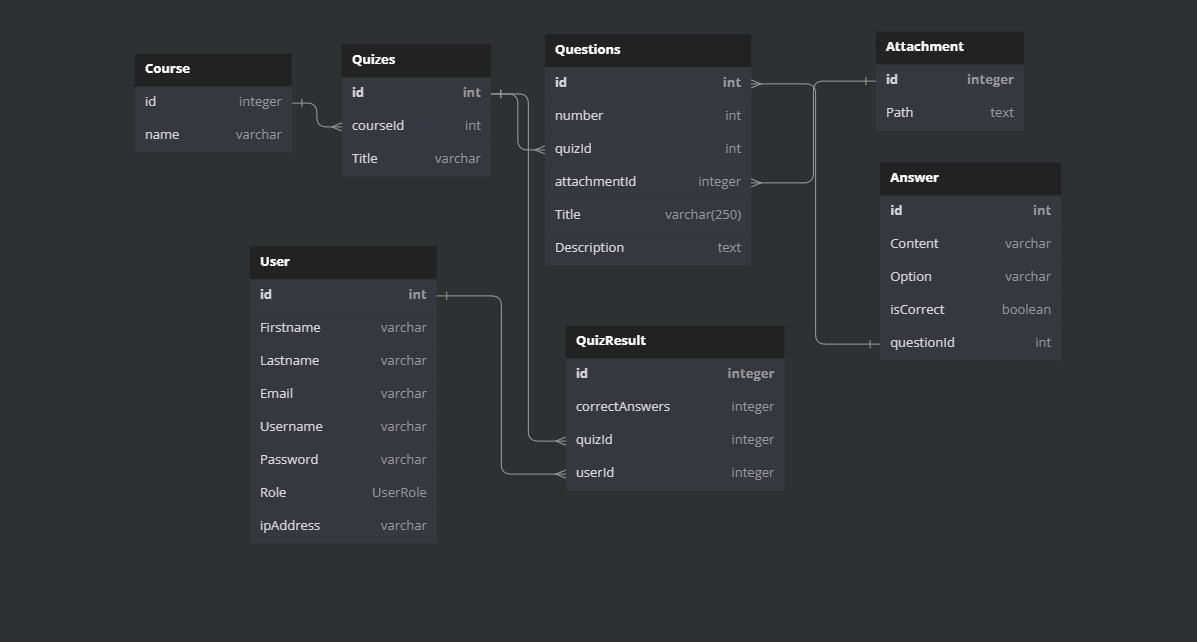 Course
id integer
name varchar
Quizes
id int
courseId int
Title varchar
Questions
id int
number int
quizId int
attachmentId integer
Title varchar(250)
Description text
Attachment
id integer
Path text
Answer
id int
Content varchar
Option varchar
isCorrect boolean
questionId int
User
id int
Firstname varchar
Lastname varchar
Email varchar
Username varchar
Password varchar
Role UserRole
ipAddress varchar
QuizResult
id integer
correctAnswers integer
quizId integer
userId integer